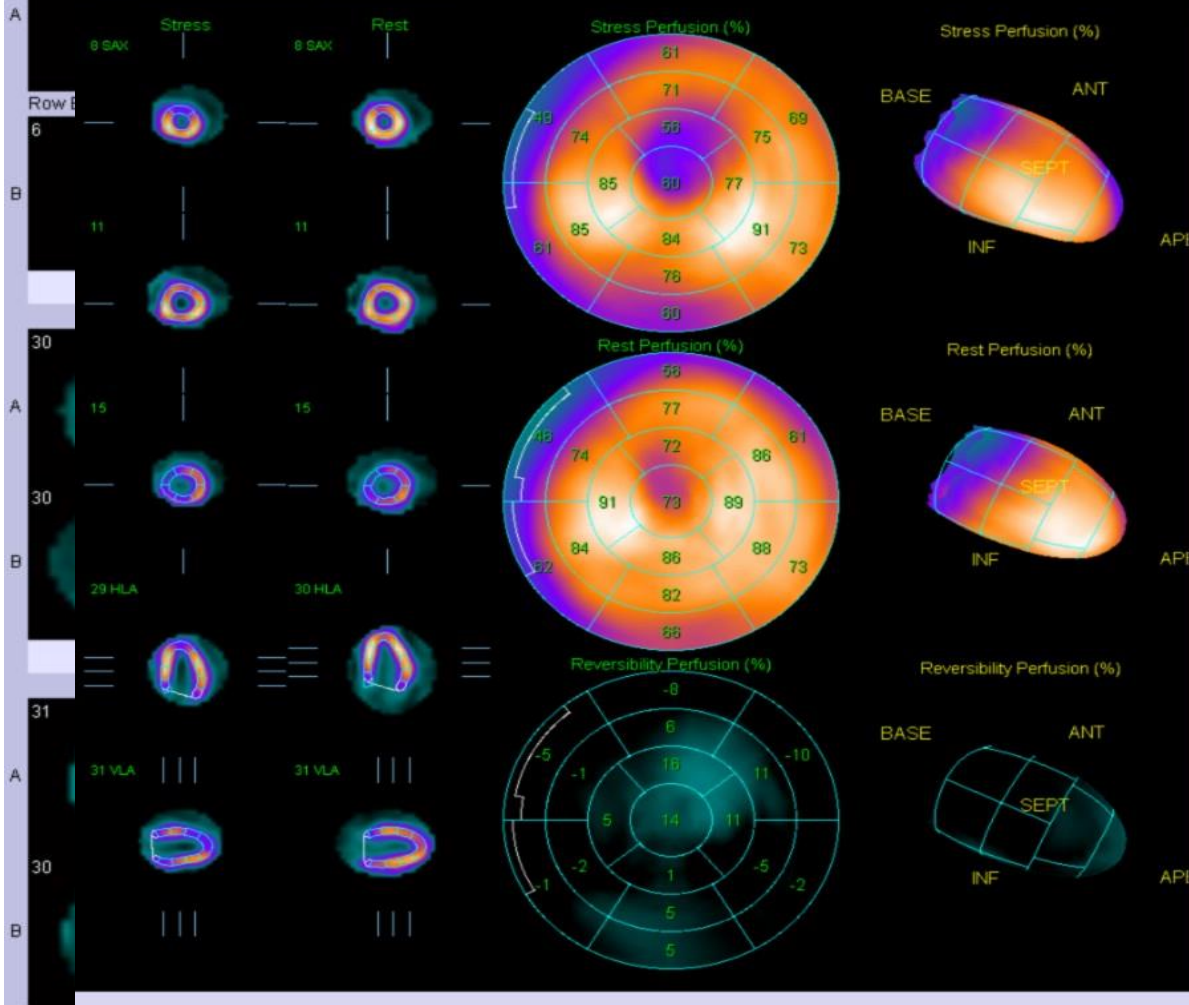 A
Row
6
B
30
A
30
B
31
A
30
B
Stress
Rest
8 SAX
8 SAX
11
11
15
15
29 HLA
30 HLA
31 VLA
31 VLA
Stress Perfusion (%)
61
71
49
74
56
75
69
85
60
77
61
85
84
91
73
76
60
Rest Perfusion (%)
56
77
46
74
72
86
61
91
73
89
62
84
86
88
73
82
66
Reversibility Perfusion (%)
-8
6
-5
-1
16
11
-10
5
14
11
-1
-2
1
-5
-2
5
5
Stress Perfusion (%)
BASE
ANT
SEPT
INF
Rest Perfusion (%)
BASE
ANT
SEPT
INF
Reversibility Perfusion (%)
BASE
ANT
SEPT
INF